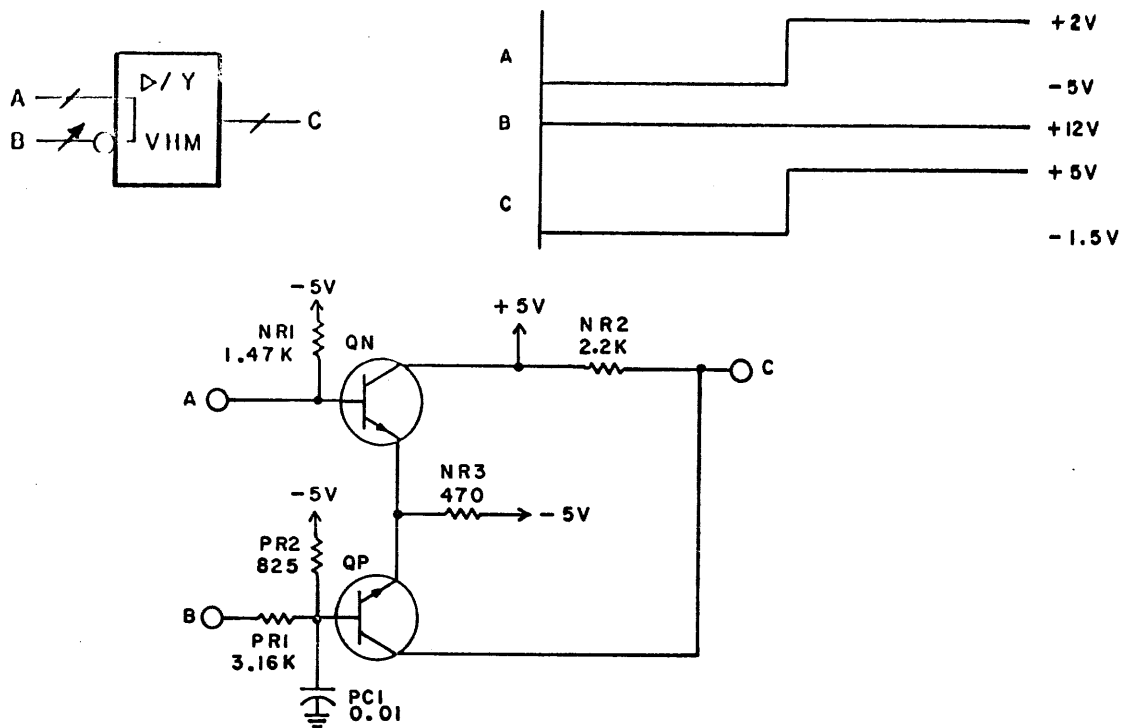 A
B
▷/ Y
VIIM
C
A
B
C
+2V
-5V
+12V
+5V
-1.5V
-5V
NR1
1.47K
QN
A
+5V
NR2
2.2K
C
NR3
470
-5V
-5V
PR2
825
QP
B
PR1
3.16K
PC1
0.01